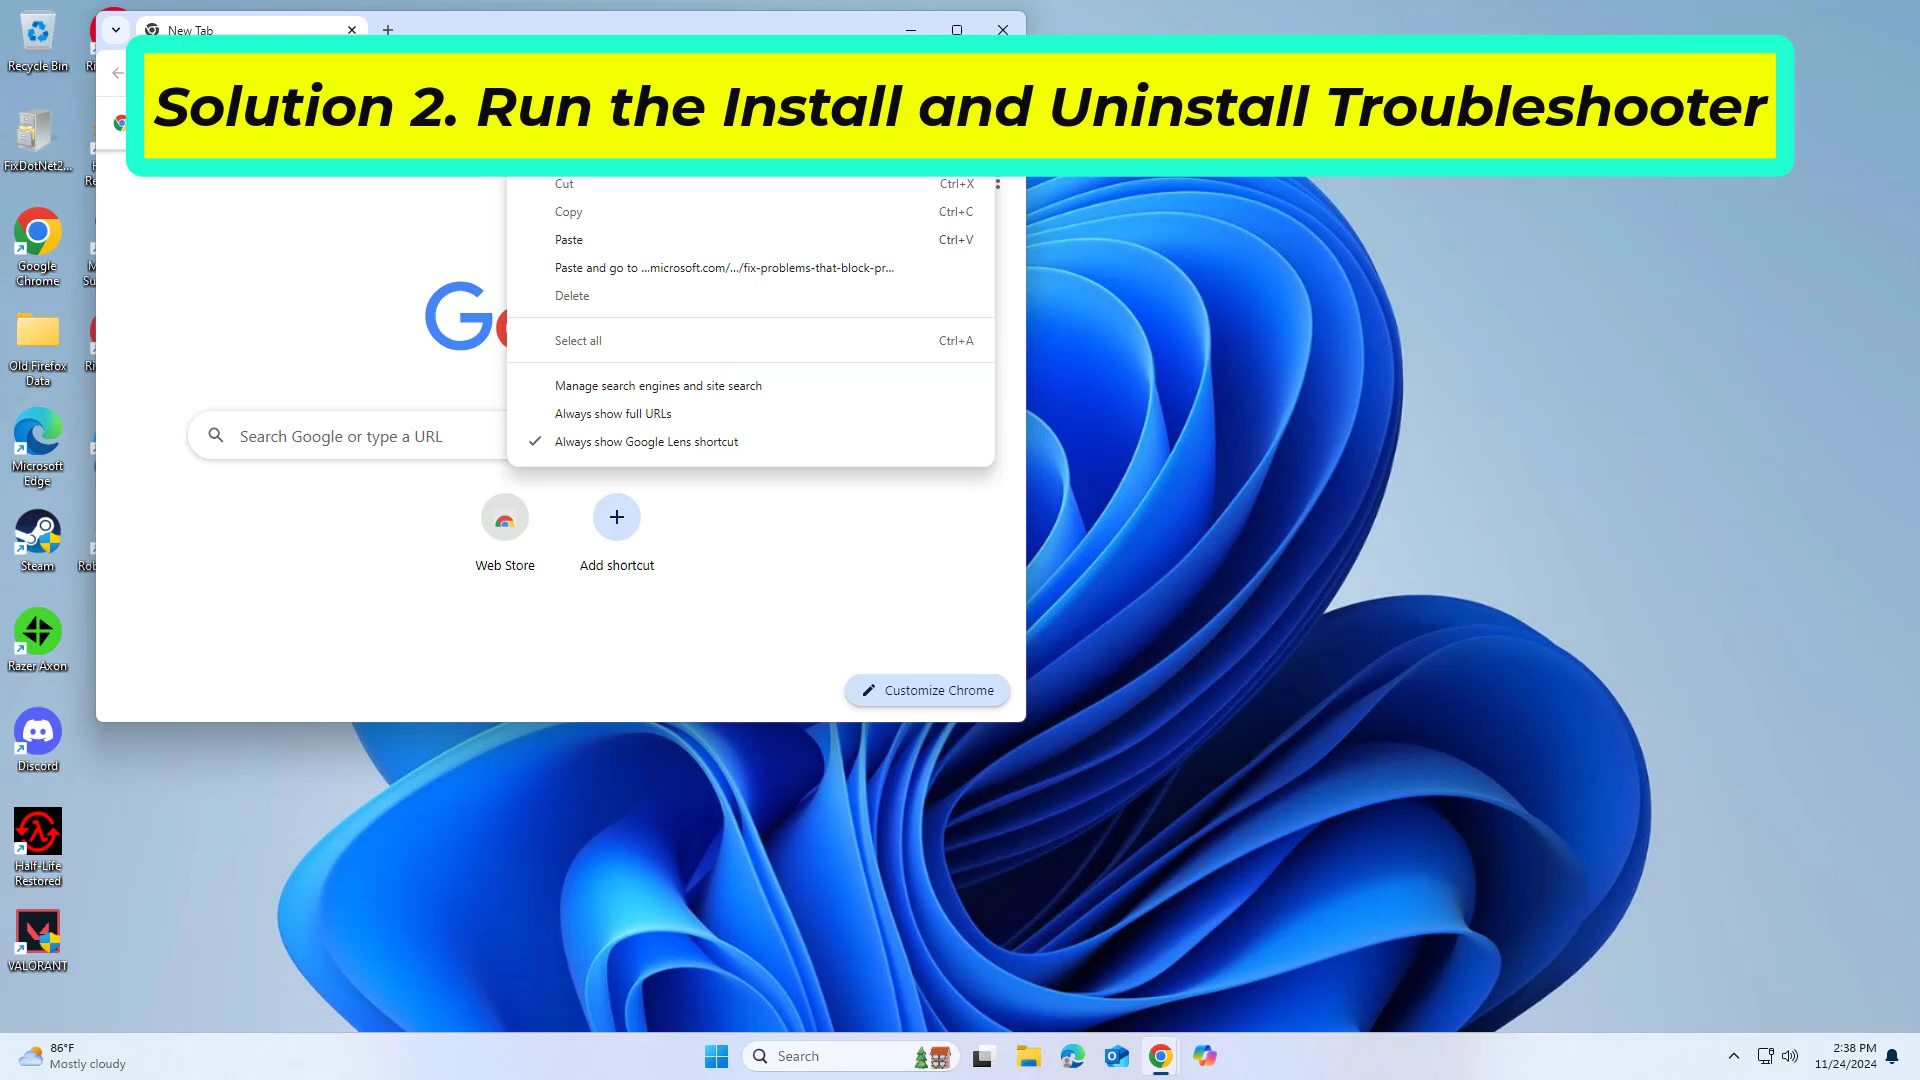 New Tab
Solution 2. Run the Install and Uninstall Troubleshooter
Cut Ctrl+X
Copy Ctrl+C
Paste Ctrl+V
Paste and go to ...microsoft.com/.../fix-problems-that-block-pr...
Delete
Select all Ctrl+A
Manage search engines and site search
Always show full URLs
Always show Google Lens shortcut
Search Google or type a URL
Web Store
Add shortcut
Customize Chrome
Recycle Bin
FixDotNet2...
Google
Chrome
Old Firefox
Data
Microsoft
Edge
Steam
Razer Axon
Discord
Half-Life
Restored
VALORANT
86°F
Mostly cloudy
Search
2:38 PM
11/24/2024